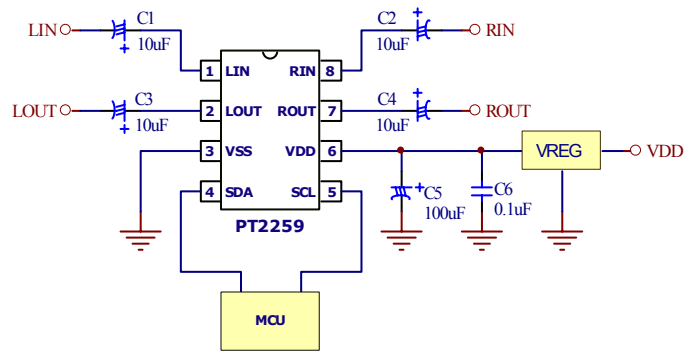 C1
C2
LIN
RIN
10uF
10uF
1 LIN RIN 8
C3
C4
LOUT
2 LOUT ROUT 7
ROUT
10uF
10uF
3 VSS VDD 6
VREG
VDD
4 SDA SCL 5
C5
100uF
C6
0.1uF
PT2259
MCU